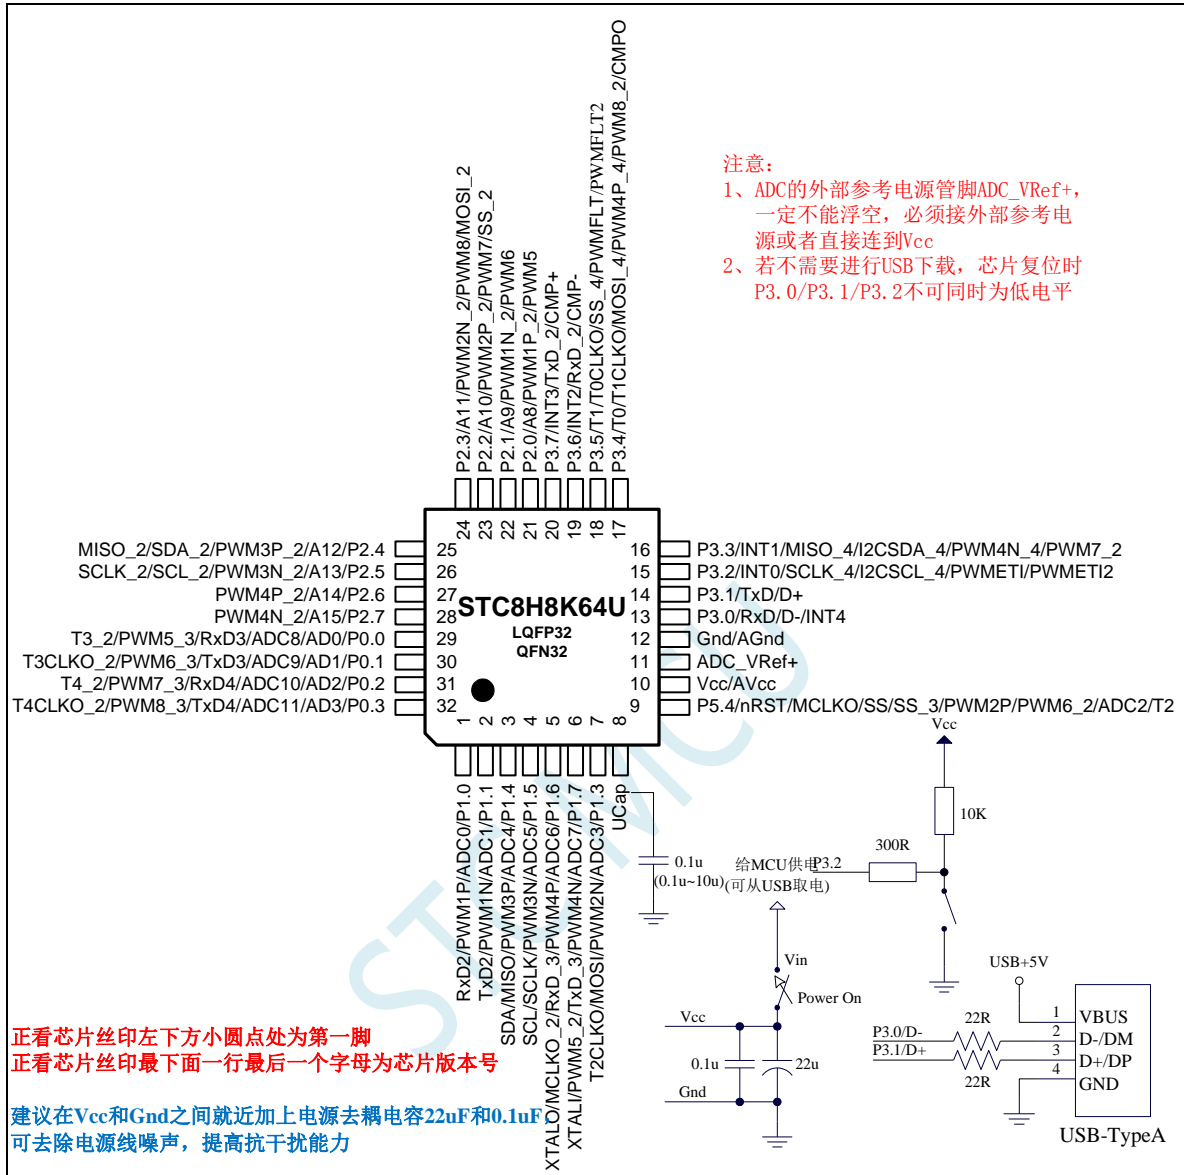 P2.3/A11/PWM2N_2/PWM8/MOSI_2
P2.2/A10/PWM2P_2/PWM7/SS_2
P2.1/A9/PWM1N_2/PWM6
P2.0/A8/PWM1P_2/PWM5
P3.7/INT3/TxD_2/CMP+
P3.6/INT2/RxD_2/CMP-
P3.5/T1/T0CLKO/SS_4/PWMFLT/PWMFLT2
P3.4/T0/T1CLKO/MOSI_4/PWM4P_4/PWM8_2/CMPO
注意：
1、ADC的外部参考电源管脚ADC_VRef+，
一定不能浮空，必须接外部参考电
源或者直接连到Vcc
2、若不需要进行USB下载，芯片复位时
P3.0/P3.1/P3.2不可同时为低电平
24 23 22 21 20 19 18 17
MISO_2/SDA_2/PWM3P_2/A12/P2.4 25
SCLK_2/SCL_2/PWM3N_2/A13/P2.5 26
PWM4P_2/A14/P2.6 27
PWM4N_2/A15/P2.7 28
T3_2/PWM5_3/RxD3/ADC8/AD0/P0.0 29
T3CLKO_2/PWM6_3/TxD3/ADC9/AD1/P0.1 30
T4_2/PWM7_3/RxD4/ADC10/AD2/P0.2 31
T4CLKO_2/PWM8_3/TxD4/ADC11/AD3/P0.3 32
STC8H8K64U
LQFP32
QFN32
16 P3.3/INT1/MISO_4/I2CSDA_4/PWM4N_4/PWM7_2
15 P3.2/INT0/SCLK_4/I2CSCL_4/PWMETI/PWMETI2
14 P3.1/TxD/D+
13 P3.0/RxD/D-/INT4
12 Gnd/AGnd
11 ADC_VRef+
10 Vcc/AVcc
9 P5.4/nRST/MCLKO/SS/SS_3/PWM2P/PWM6_2/ADC2/T2
1 2 3 4 5 6 7 8
RxD2/PWM1P/ADC0/P1.0
TxD2/PWM1N/ADC1/P1.1
SDA/MISO/PWM3P/ADC4/P1.4
SCL/SCLK/PWM3N/ADC5/P1.5
XTALO/MCLKO_2/RxD_3/PWM4P/ADC6/P1.6
XTALI/PWM5_2/TxD_3/PWM4N/ADC7/P1.7
T2CLKO/MOSI/PWM2N/ADC3/P1.3
UCap
0.1u
(0.1u~10u)
Vcc
10K
300R
P3.2
给MCU供电
(可从USB取电)
Vin
Power On
Vcc
0.1u
22u
Gnd
USB+5V
P3.0/D-
P3.1/D+
22R
22R
1 VBUS
2 D-/DM
3 D+/DP
4 GND
USB-TypeA
正看芯片丝印左下方小圆点处为第一脚
正看芯片丝印最下面一行最后一个字母为芯片版本号
建议在Vcc和Gnd之间就近加上电源去耦电容22uF和0.1uF，
可去除电源线噪声，提高抗干扰能力
STC MCU